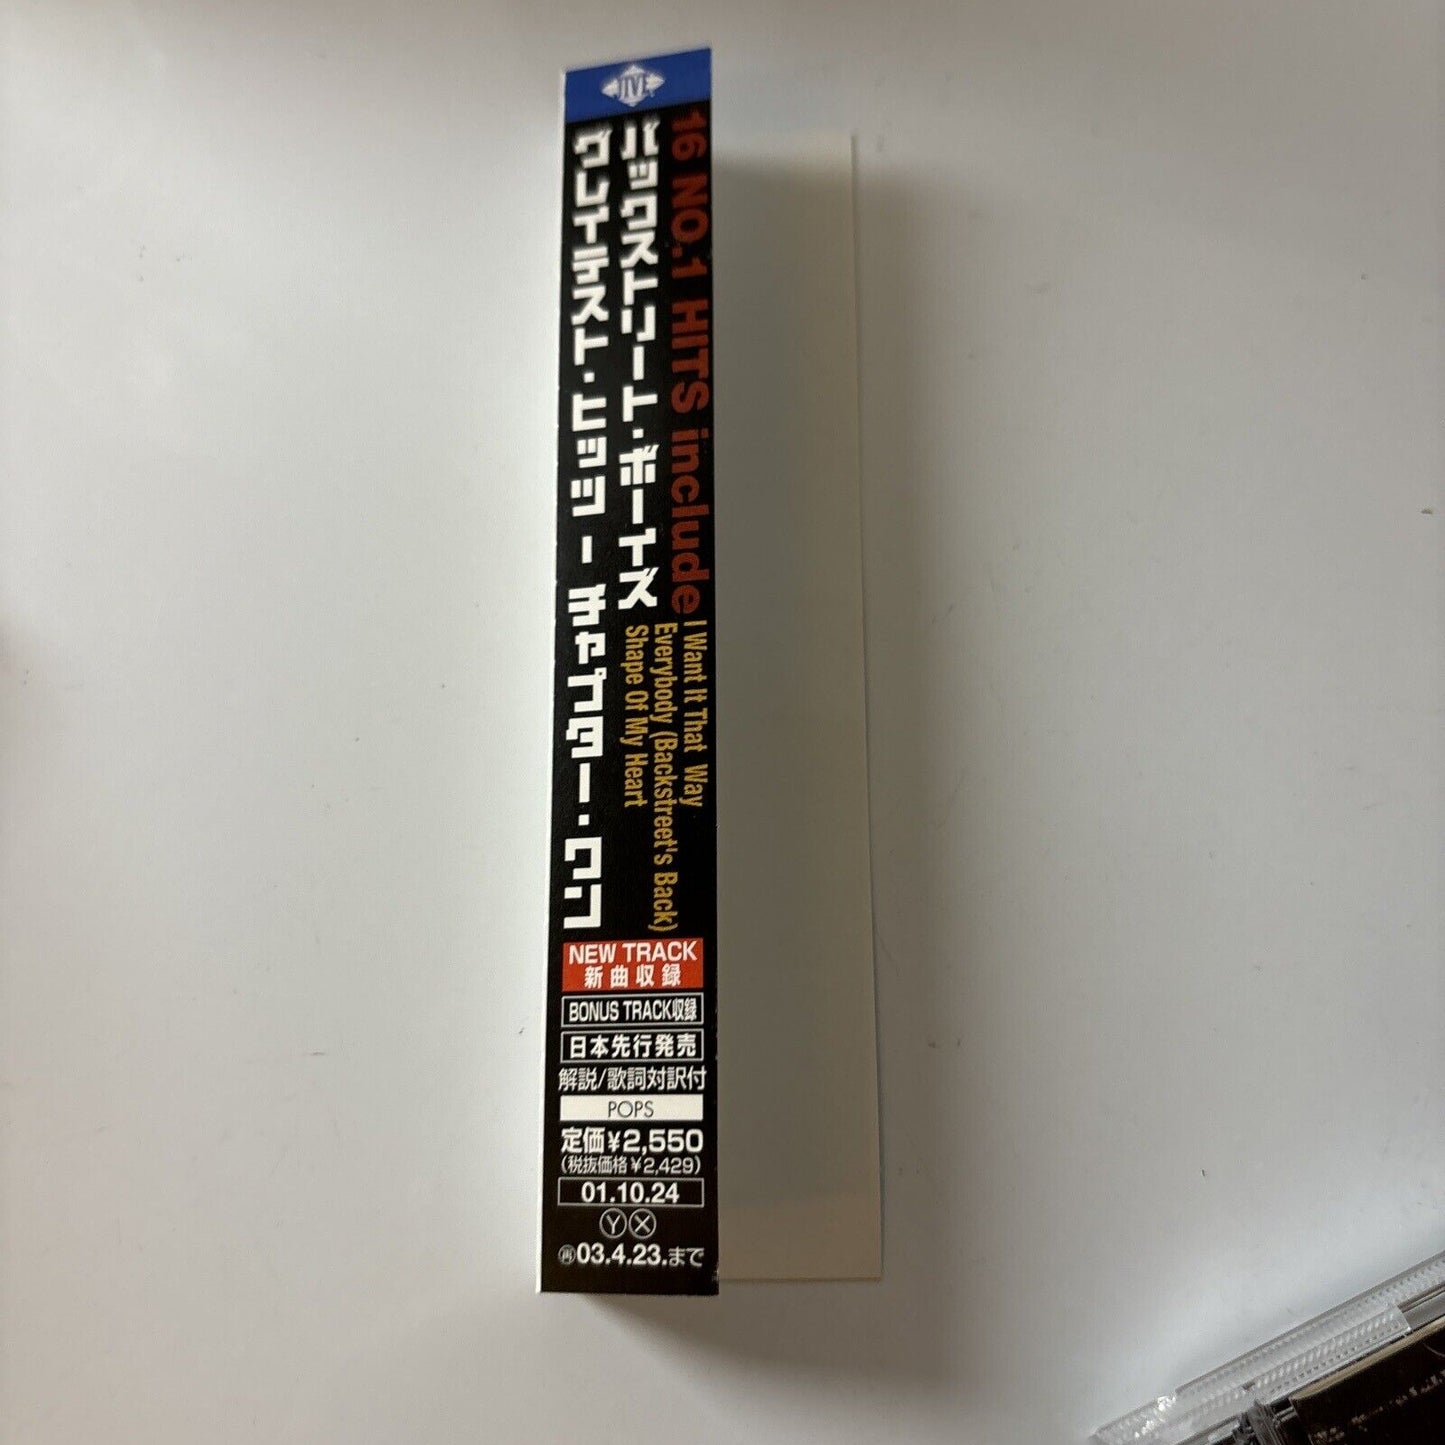 JIVE
16 NO.1 HITS include
I Want It That Way
Everybody (Backstreet's Back)
Shape Of My Heart
バックストリート・ボーイズ
グレイテスト・ヒッツ − チャプター・ワン
NEW TRACK
新曲収録
BONUS TRACK収録
日本先行発売
解説/歌詞対訳付
POPS
定価¥2,550
(税抜価格¥2,429)
01.10.24
Ⓨ Ⓧ
㊞03.4.23.まで